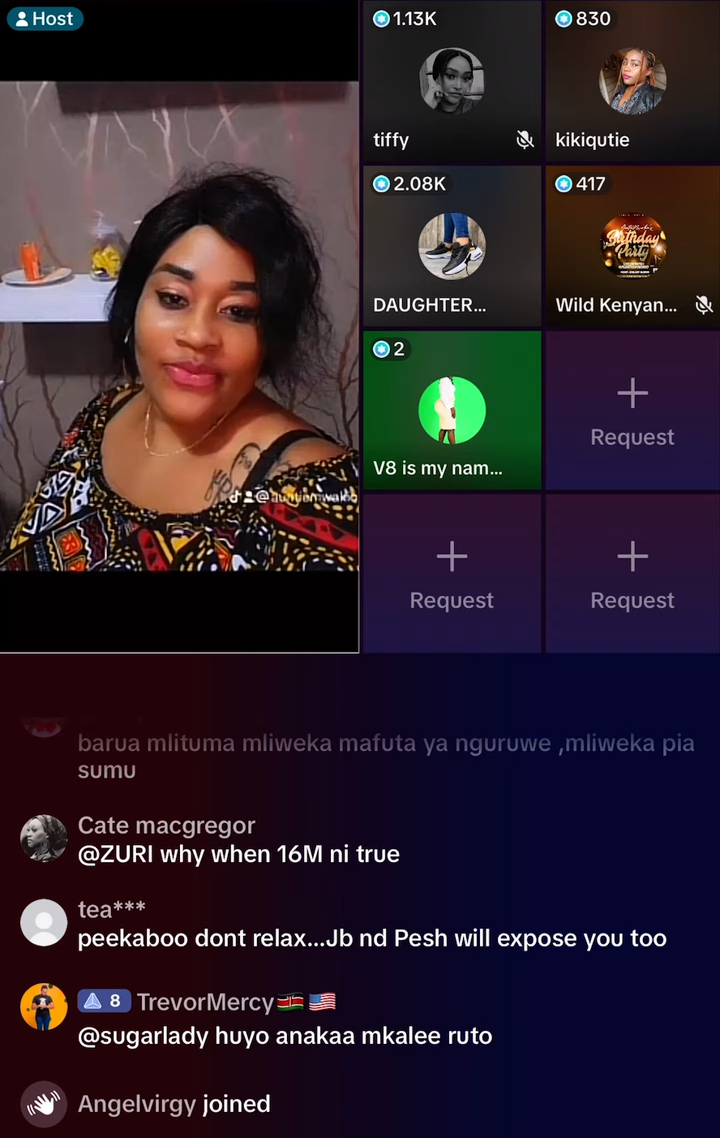 Host
1.13K
tiffy
830
kikiqutie
2.08K
DAUGHTER...
417
Birthday
Party
Wild Kenyan...
2
V8 is my nam...
Request
Request
Request
barua mlituma mliweka mafuta ya nguruwe ,mliweka pia
sumu
Cate macgregor
@ZURI why when 16M ni true
tea***
peekaboo dont relax...Jb nd Pesh will expose you too
8 TrevorMercy🇰🇪🇺🇸
@sugarlady huyo anakaa mkalee ruto
Angelvirgy joined